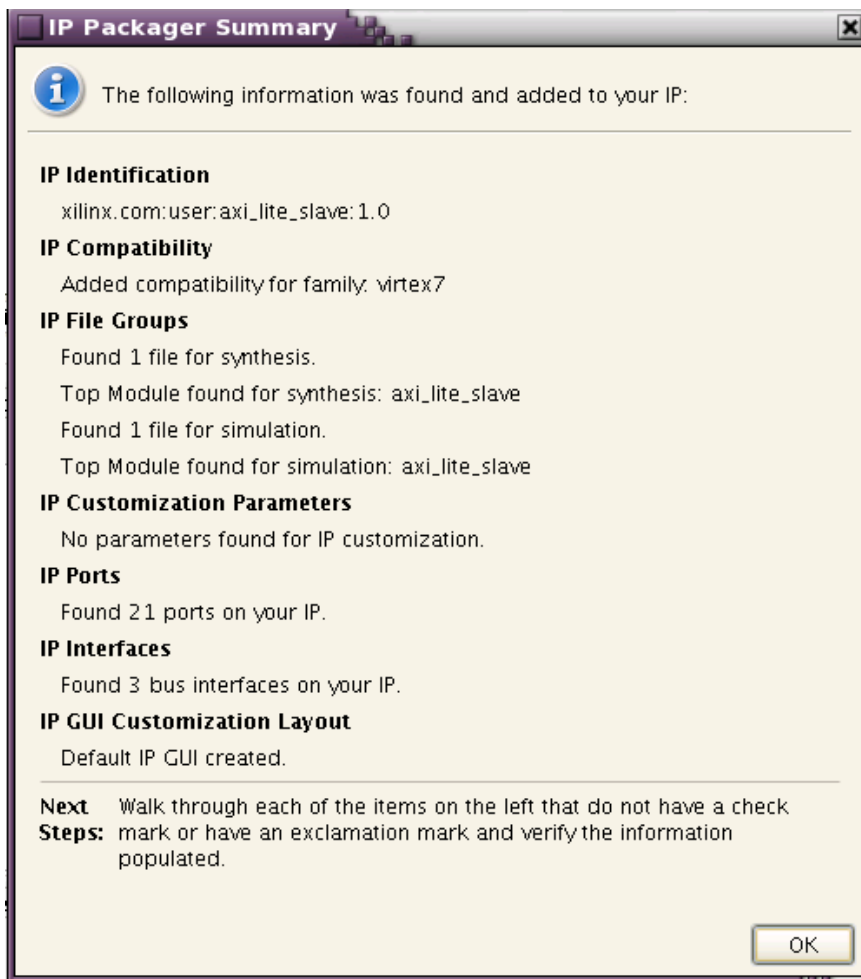 IP Packager Summary
The following information was found and added to your IP:
IP Identification
xilinx.com:user:axi_lite_slave:1.0
IP Compatibility
Added compatibility for family: virtex7
IP File Groups
Found 1 file for synthesis.
Top Module found for synthesis: axi_lite_slave
Found 1 file for simulation.
Top Module found for simulation: axi_lite_slave
IP Customization Parameters
No parameters found for IP customization.
IP Ports
Found 21 ports on your IP.
IP Interfaces
Found 3 bus interfaces on your IP.
IP GUI Customization Layout
Default IP GUI created.
Next Steps: Walk through each of the items on the left that do not have a check
mark or have an exclamation mark and verify the information
populated.
OK